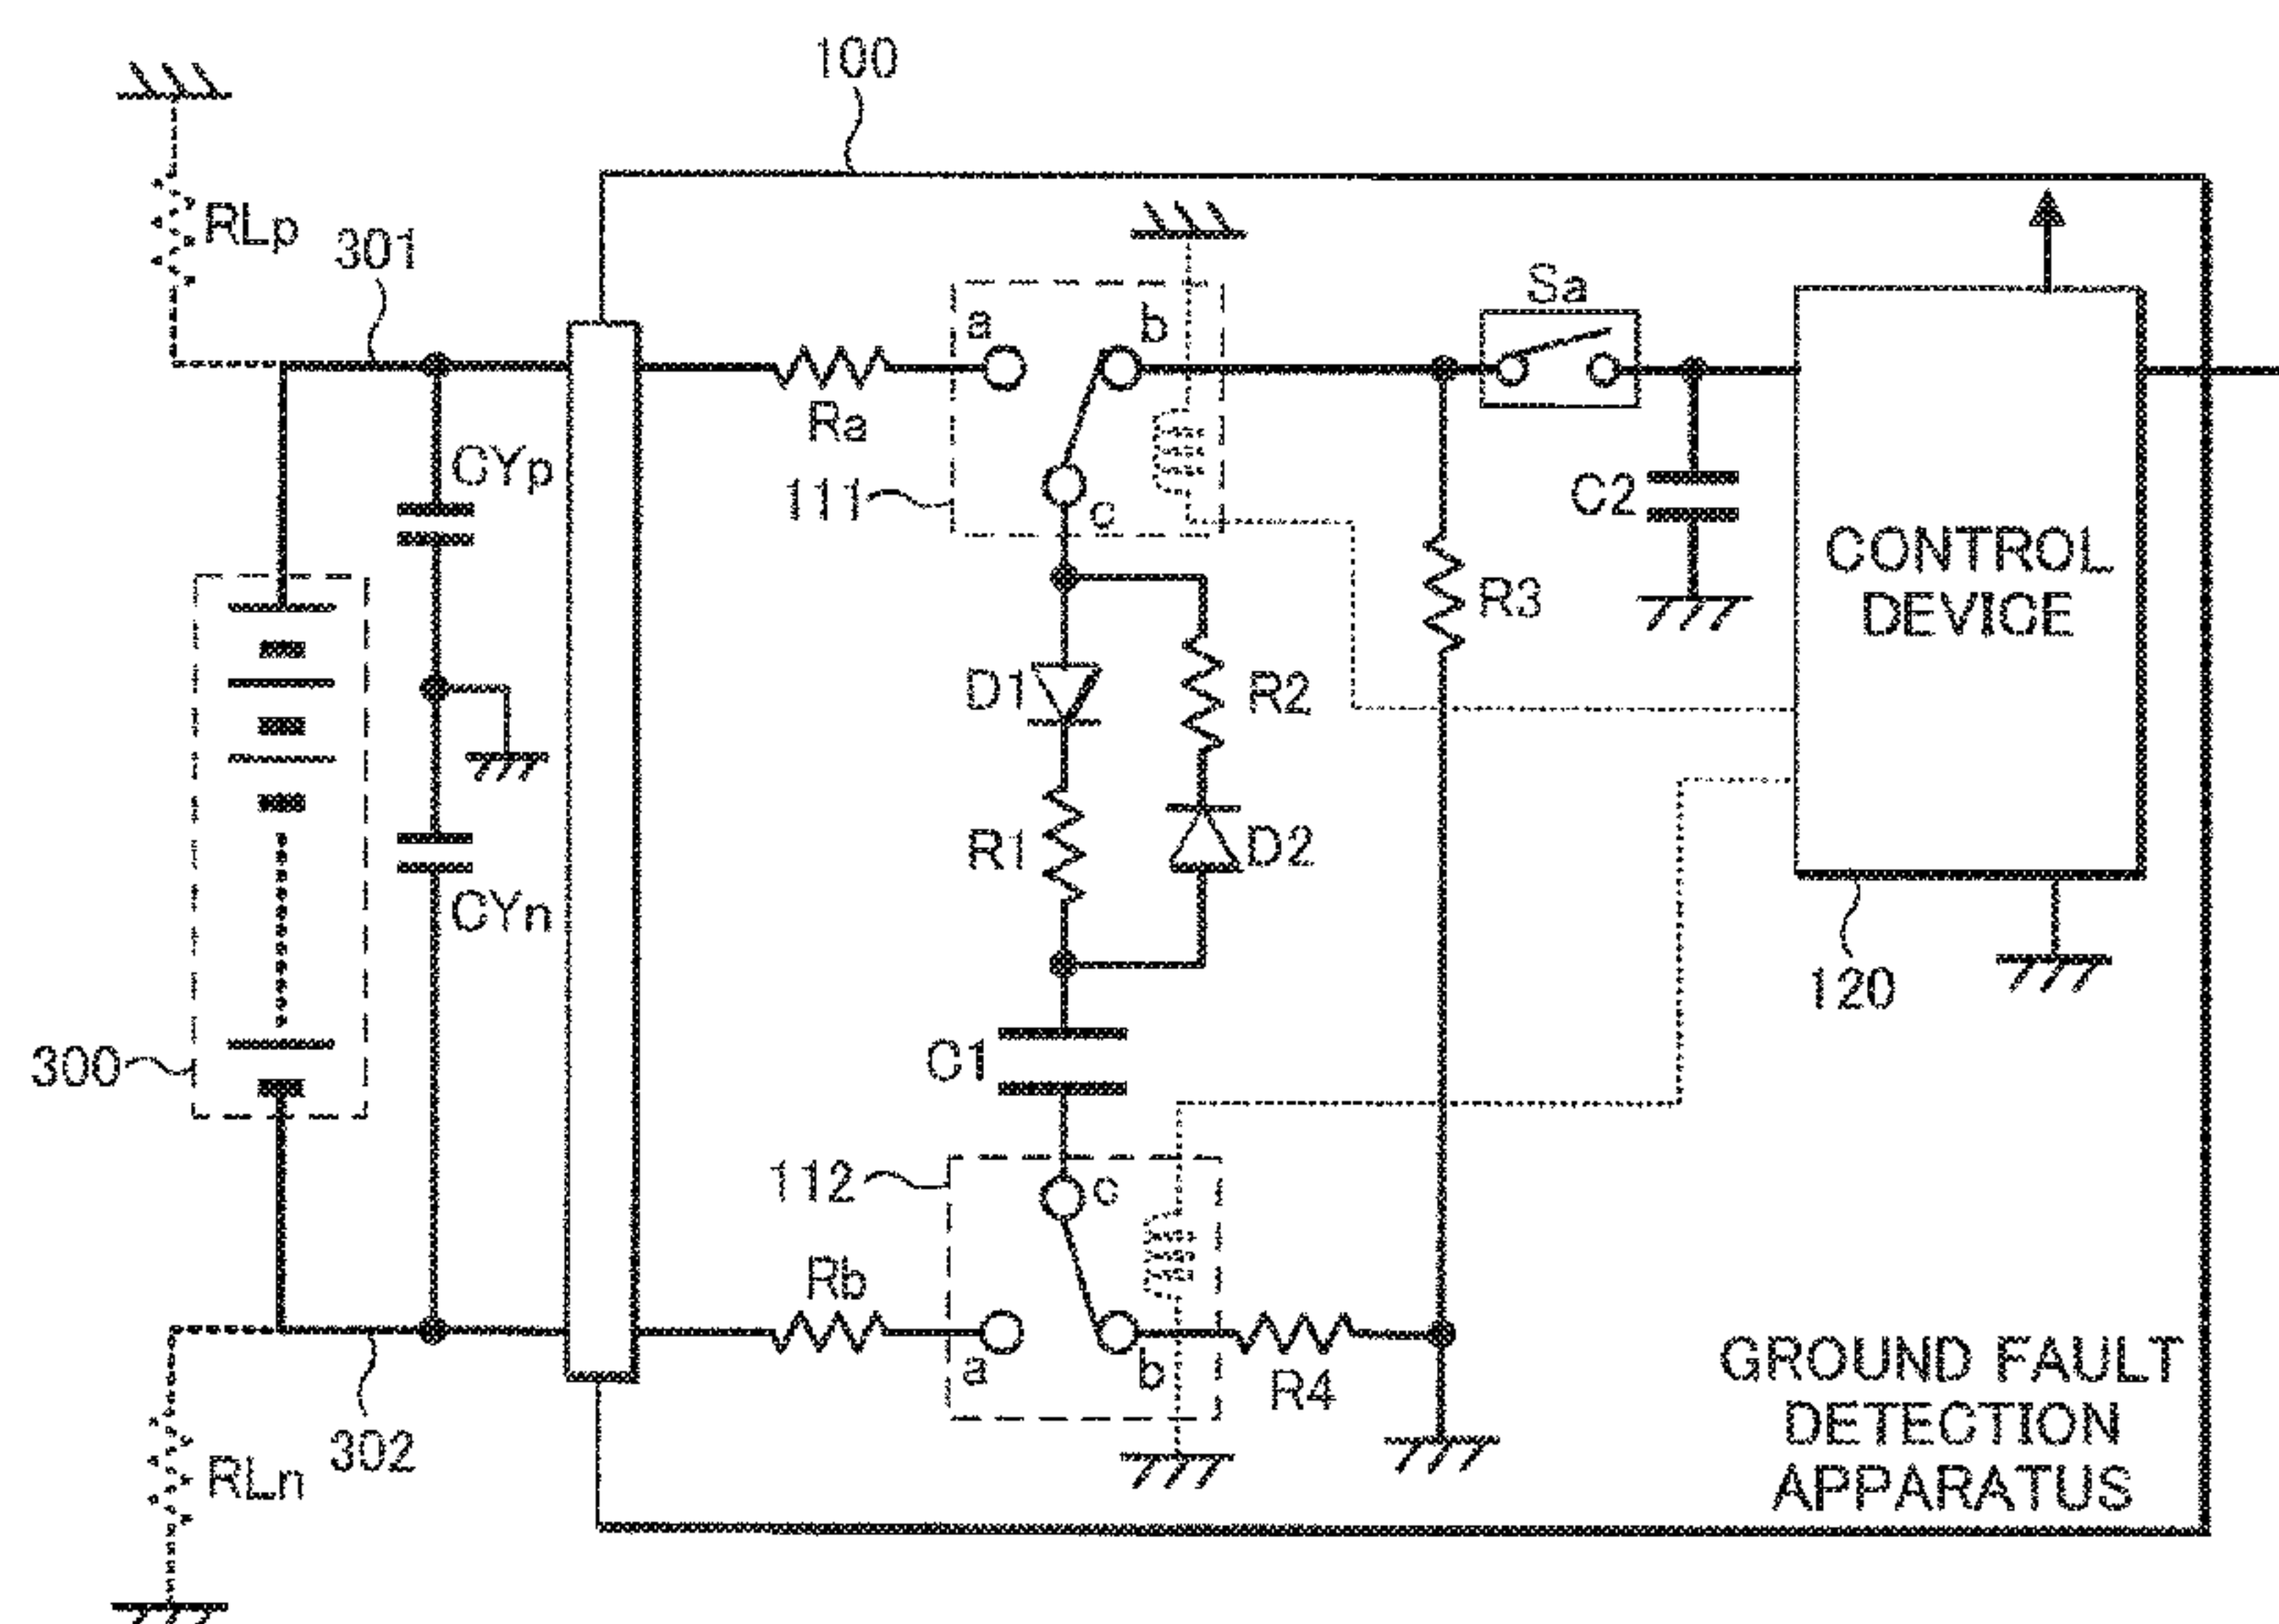 100
RLp
301
Sa
a
b
Ra
CYp
111
c
C2
CONTROL
DEVICE
R3
D1
R2
R1
D2
CYn
120
300
C1
112
c
Rb
a
b
R4
GROUND FAULT
DETECTION
APPARATUS
302
RLn